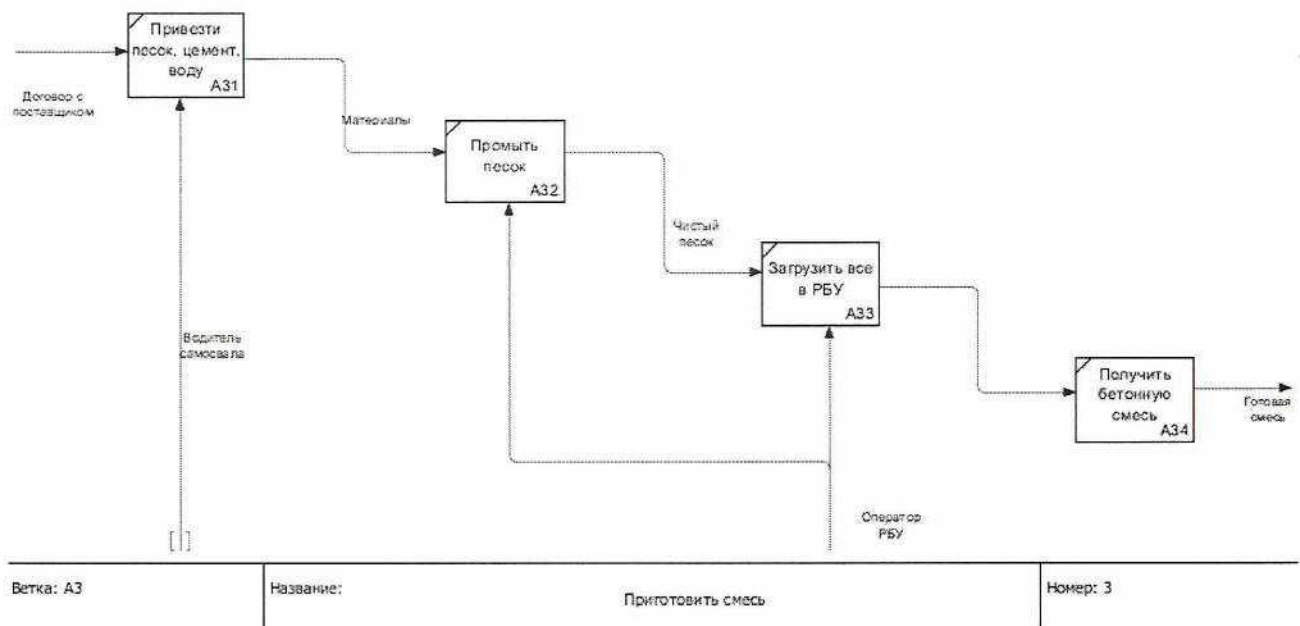 Привезти
песок, цемент,
воду
А31
Договор с
поставщиком
Материалы
Промыть
песок
А32
Чистый
песок
Загрузить все
в РБУ
А33
Водитель
самосвала
Получить
бетонную
смесь
А34
Готовая
смесь
Оператор
РБУ
Ветка: А3
Название:
Приготовить смесь
Номер: 3